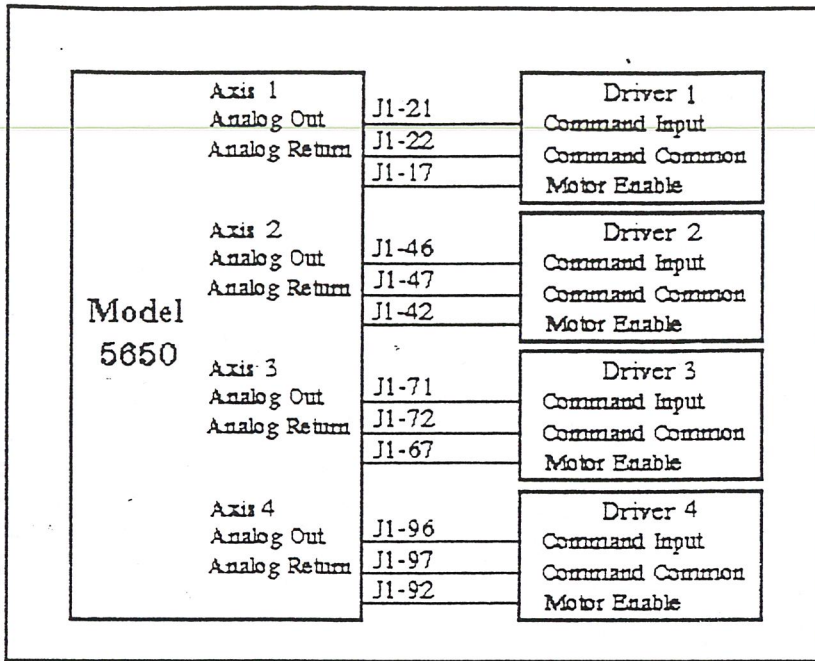 Model
5650
Axis 1
Analog Out
Analog Return
J1-21
J1-22
J1-17
Driver 1
Command Input
Command Common
Motor Enable
Axis 2
Analog Out
Analog Return
J1-46
J1-47
J1-42
Driver 2
Command Input
Command Common
Motor Enable
Axis 3
Analog Out
Analog Return
J1-71
J1-72
J1-67
Driver 3
Command Input
Command Common
Motor Enable
Axis 4
Analog Out
Analog Return
J1-96
J1-97
J1-92
Driver 4
Command Input
Command Common
Motor Enable